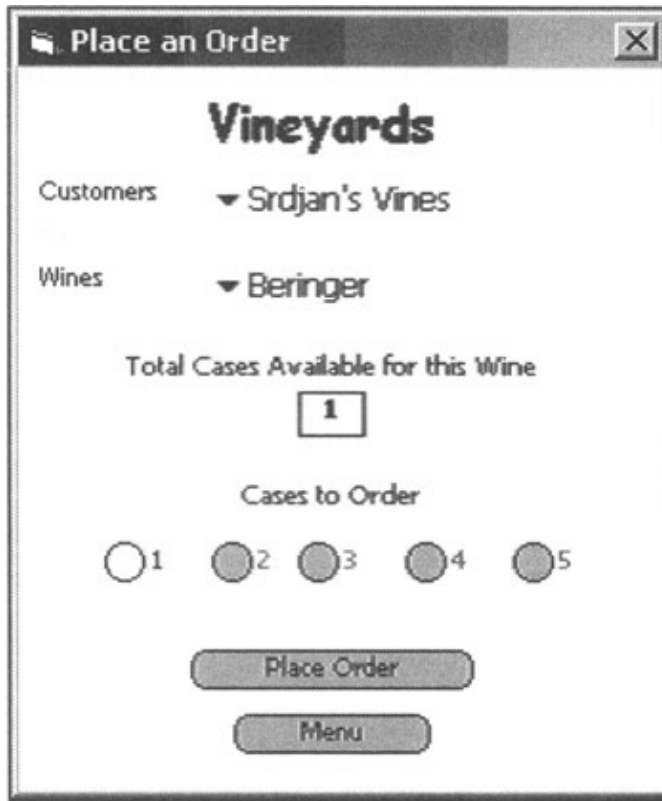 Place an Order
Vineyards
Customers Srdjan's Vines
Wines Beringer
Total Cases Available for this Wine
1
Cases to Order
1 2 3 4 5
Place Order
Menu